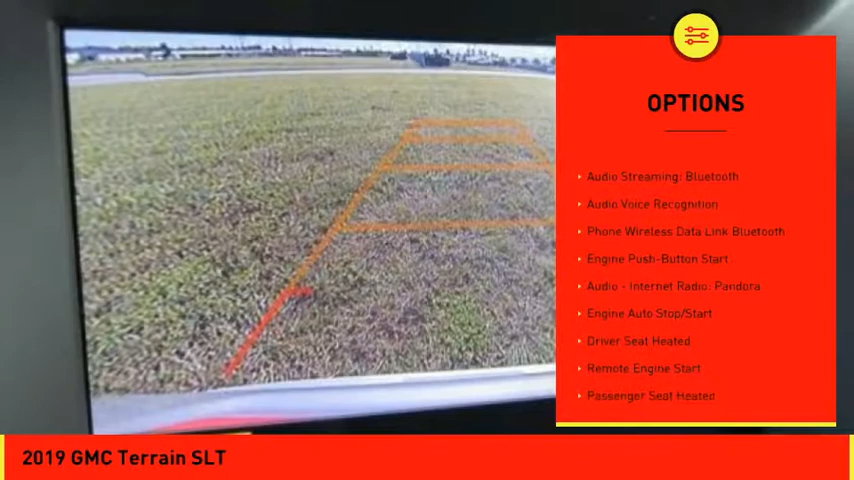 OPTIONS
Audio Streaming: Bluetooth
Audio Voice Recognition
Phone Wireless Data Link Bluetooth
Engine Push-Button Start
Audio - Internet Radio: Pandora
Engine Auto Stop/Start
Driver Seat Heated
Remote Engine Start
Passenger Seat Heated
2019 GMC Terrain SLT